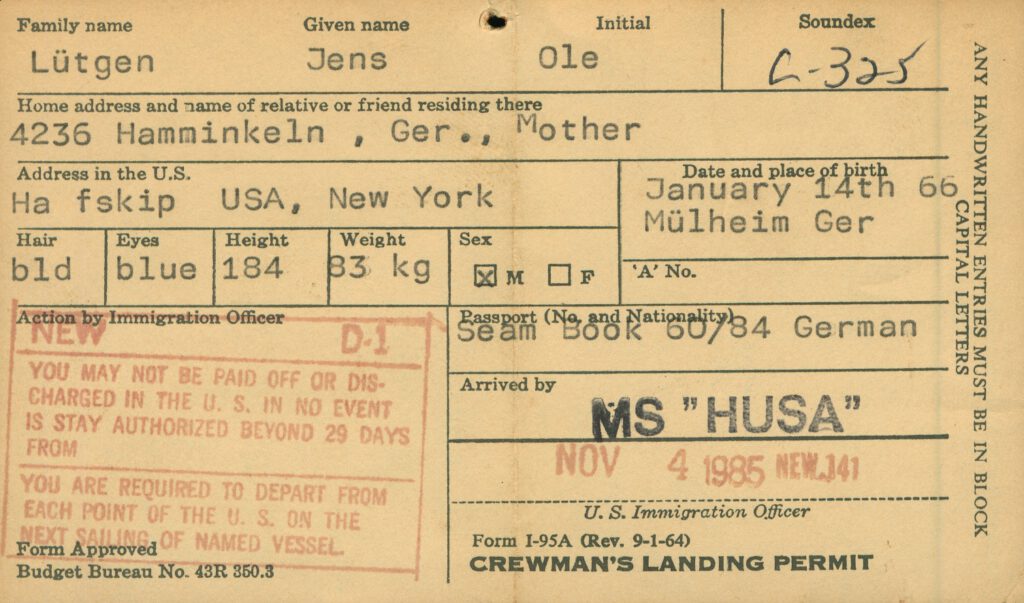 Family name Given name Initial Soundex
Lütgen Jens Ole
Home address and name of relative or friend residing there
4236 Hamminkeln , Ger., Mother
Address in the U.S.
Ha fskip USA, New York
Date and place of birth
January 14th 66
Mülheim Ger
Hair Eyes Height Weight Sex
bld blue 184 83 kg ☒ M ☐ F
'A' No.
Action by Immigration Officer
NEW D-1
YOU MAY NOT BE PAID OFF OR DIS-
CHARGED IN THE U. S. IN NO EVENT
IS STAY AUTHORIZED BEYOND 29 DAYS
FROM
YOU ARE REQUIRED TO DEPART FROM
EACH POINT OF THE U. S. ON THE
NEXT SAILING OF NAMED VESSEL.
Form Approved
Budget Bureau No. 43R 350.3
Passport (No. and Nationality)
Seam Book 60/84 German
Arrived by
MS "HUSA"
NOV 4 1985 NEW.J41
U. S. Immigration Officer
Form I-95A (Rev. 9-1-64)
CREWMAN'S LANDING PERMIT
ANY HANDWRITTEN ENTRIES MUST BE IN BLOCK
CAPITAL LETTERS